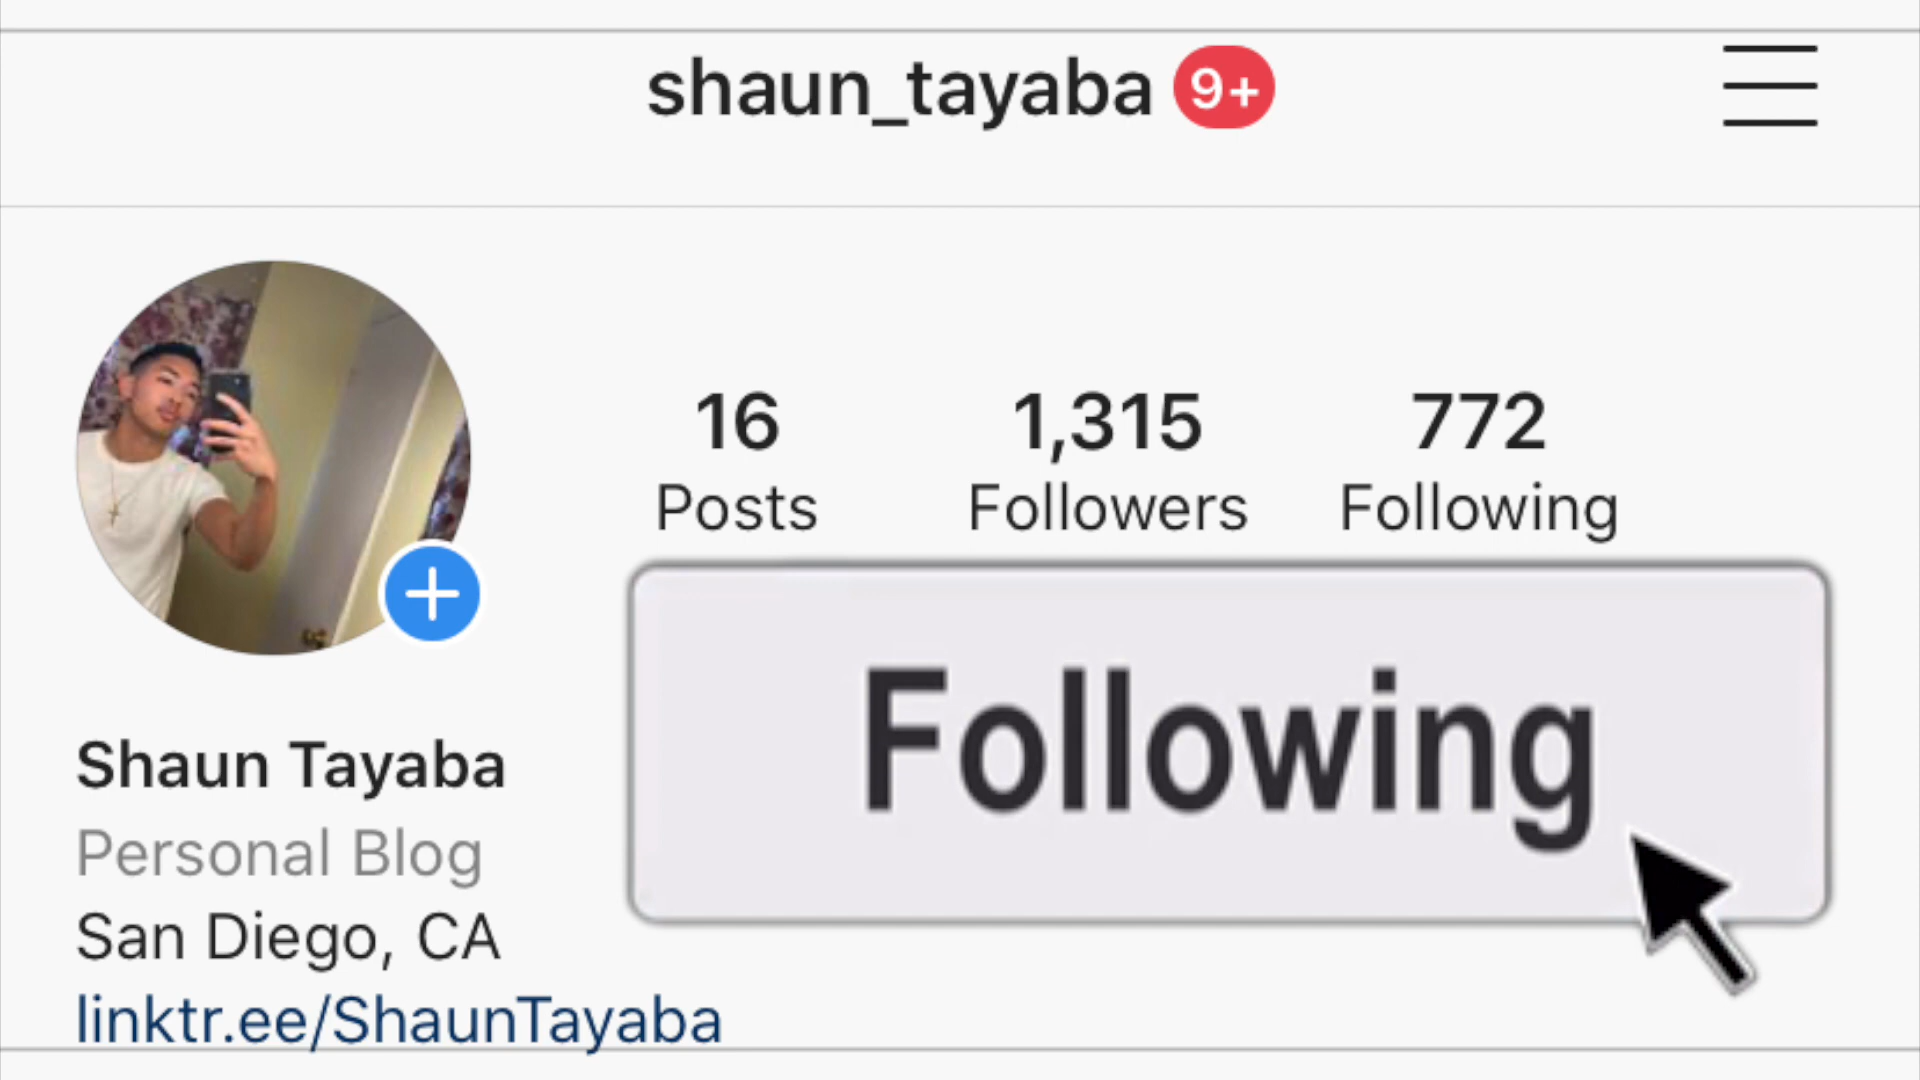 shaun_tayaba 9+
16 1,315 772
Posts Followers Following
Following
Shaun Tayaba
Personal Blog
San Diego, CA
linktr.ee/ShaunTayaba